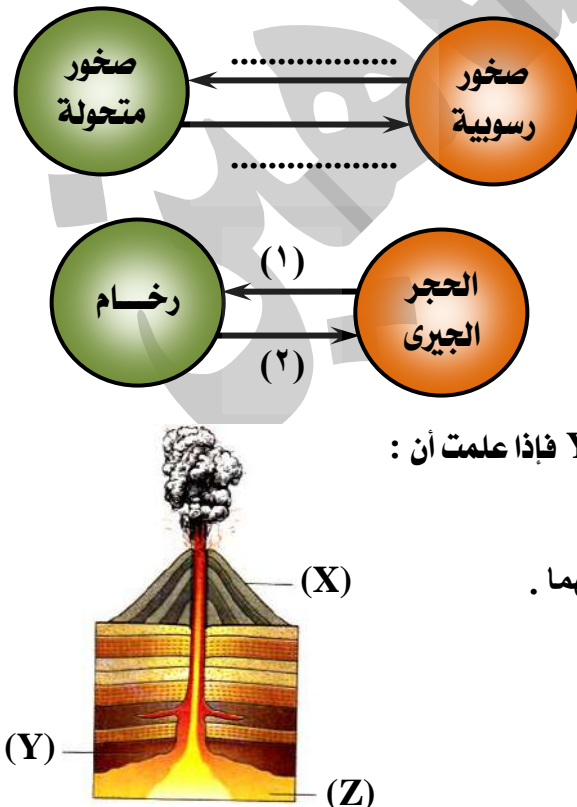 صخور رسوبية
..................
صخور متحولة
..................
الحجر الجيرى
(١)
رخـــام
(٢)
Y فإذا علمت أن :
(X)
هما .
(Y)
(Z)